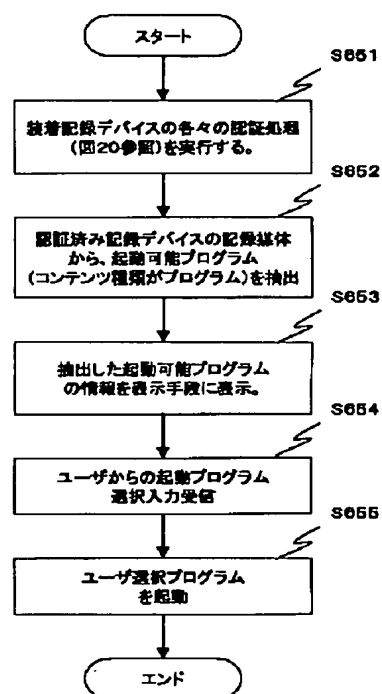 スタート
S651
装着記録デバイスの各々の認証処理
(図20参照)を実行する。
S652
認証済み記録デバイスの記録媒体
から、起動可能プログラム
(コンテンツ種類がプログラム)を抽出
S653
抽出した起動可能プログラム
の情報を表示手段に表示。
S654
ユーザからの起動プログラム
選択入力受信
S655
ユーザ選択プログラム
を起動
エンド